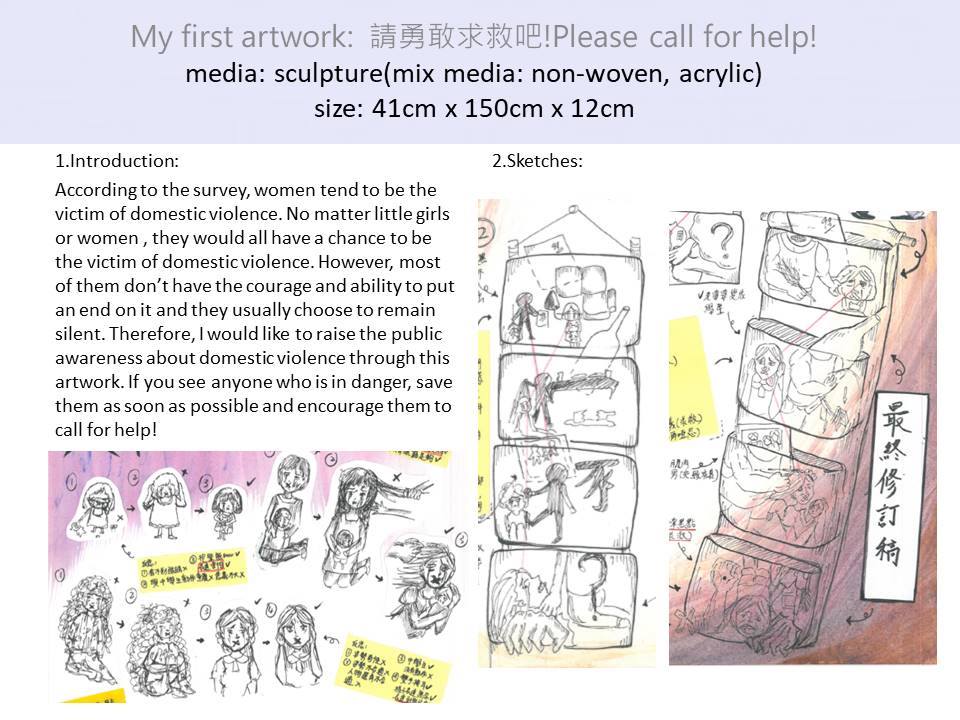 My first artwork: 請勇敢求救吧!Please call for help!
media: sculpture(mix media: non-woven, acrylic)
size: 41cm x 150cm x 12cm
1.Introduction:
According to the survey, women tend to be the
victim of domestic violence. No matter little girls
or women , they would all have a chance to be
the victim of domestic violence. However, most
of them don’t have the courage and ability to put
an end on it and they usually choose to remain
silent. Therefore, I would like to raise the public
awareness about domestic violence through this
artwork. If you see anyone who is in danger, save
them as soon as possible and encourage them to
call for help!
2.Sketches:
最終修訂稿